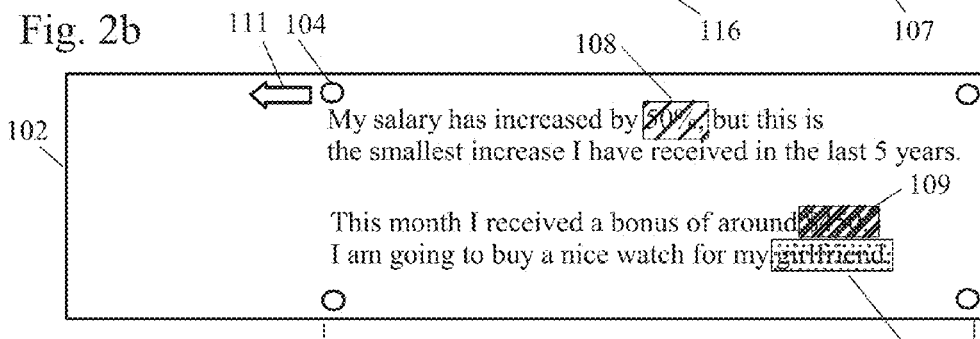 116
107
Fig. 2b
111
104
108
102
My salary has increased by 50%, but this is
the smallest increase I have received in the last 5 years.
109
This month I received a bonus of around
I am going to buy a nice watch for my girlfriend.